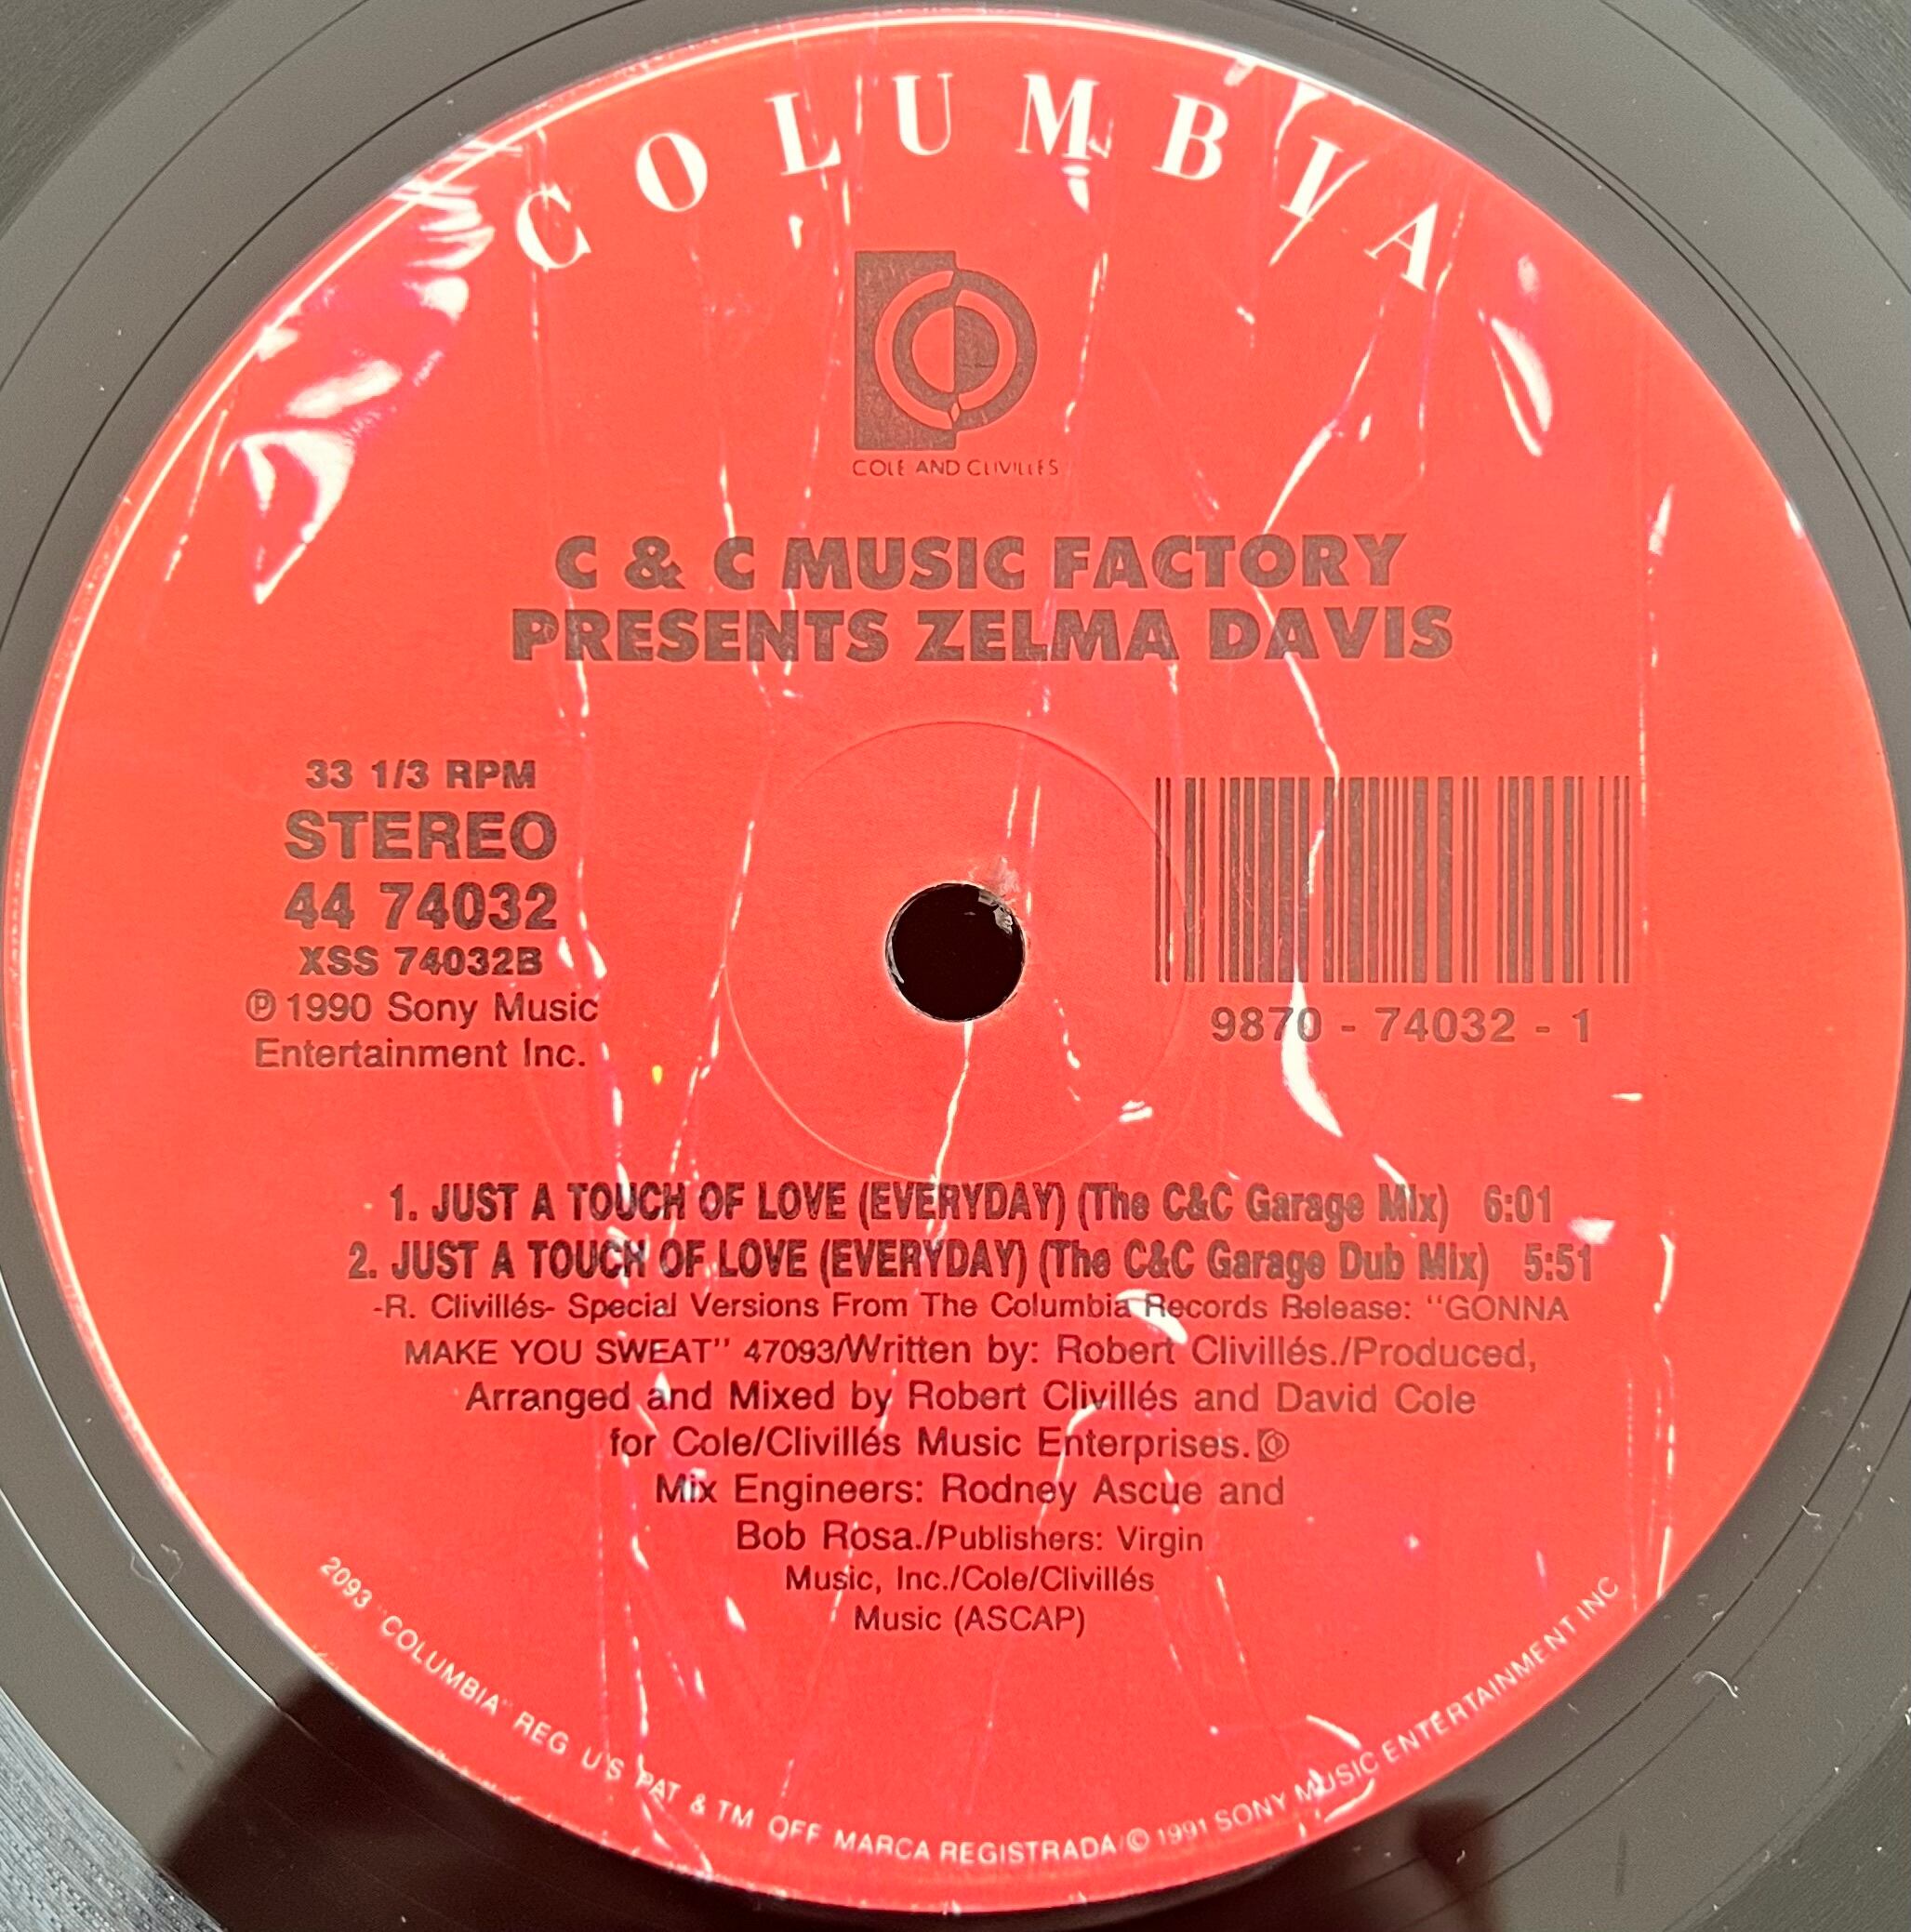 COLUMBIA
COLE AND CLIVILLÉS
C & C MUSIC FACTORY
PRESENTS ZELMA DAVIS
33 1/3 RPM
STEREO
44 74032
XSS 74032B
℗ 1990 Sony Music
Entertainment Inc.
9870 - 74032 - 1
1. JUST A TOUCH OF LOVE (EVERYDAY) (The C&C Garage Mix) 6:01
2. JUST A TOUCH OF LOVE (EVERYDAY) (The C&C Garage Dub Mix) 5:51
-R. Clivillés- Special Versions From The Columbia Records Release: "GONNA
MAKE YOU SWEAT" 47093/Written by: Robert Clivillés./Produced,
Arranged and Mixed by Robert Clivillés and David Cole
for Cole/Clivillés Music Enterprises.
Mix Engineers: Rodney Ascue and
Bob Rosa./Publishers: Virgin
Music, Inc./Cole/Clivillés
Music (ASCAP)
2093 "COLUMBIA" REG U S PAT & TM OFF MARCA REGISTRADA/© 1991 SONY MUSIC ENTERTAINMENT INC